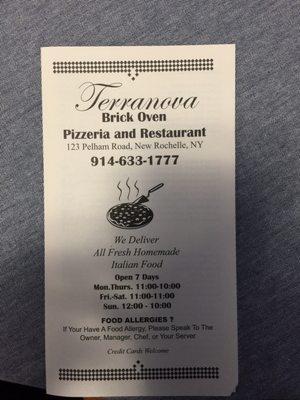 Terranova
Brick Oven
Pizzeria and Restaurant
123 Pelham Road, New Rochelle, NY
914-633-1777
We Deliver
All Fresh Homemade
Italian Food
Open 7 Days
Mon.Thurs. 11:00-10:00
Fri.-Sat. 11:00-11:00
Sun. 12:00 - 10:00
FOOD ALLERGIES ?
If Your Have A Food Allergy, Please Speak To The
Owner, Manager, Chef, or Your Server
Credit Cards Welcome